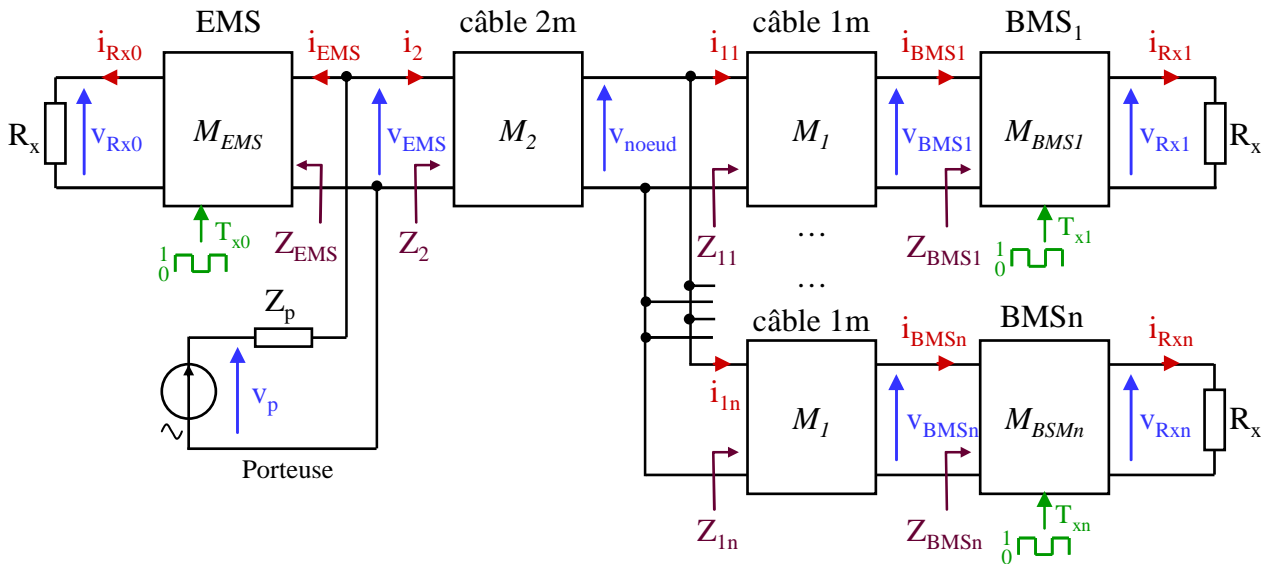 EMS câble 2m câble 1m BMS1
iRx0 iEMS i2 i11 iBMS1 iRx1
Rx vRx0 MEMS vEMS M2 vnoeud M1 vBMS1 MBMS1 vRx1 Rx
Tx0 1 0 ZEMS Z2 Z11 ... ZBMS1 Tx1 1 0
...
Zp câble 1m BMSn
iBMSn iRxn
vp i1n M1 vBMSn MBSMn vRxn Rx
Porteuse
Z1n ZBMSn Txn 1 0